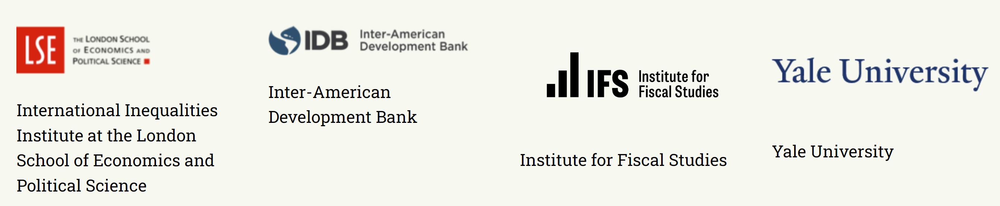 LSE
THE LONDON SCHOOL
OF ECONOMICS AND
POLITICAL SCIENCE
International Inequalities
Institute at the London
School of Economics and
Political Science
IDB
Inter-American
Development Bank
Inter-American
Development Bank
IFS
Institute for
Fiscal Studies
Institute for Fiscal Studies
Yale University
Yale University